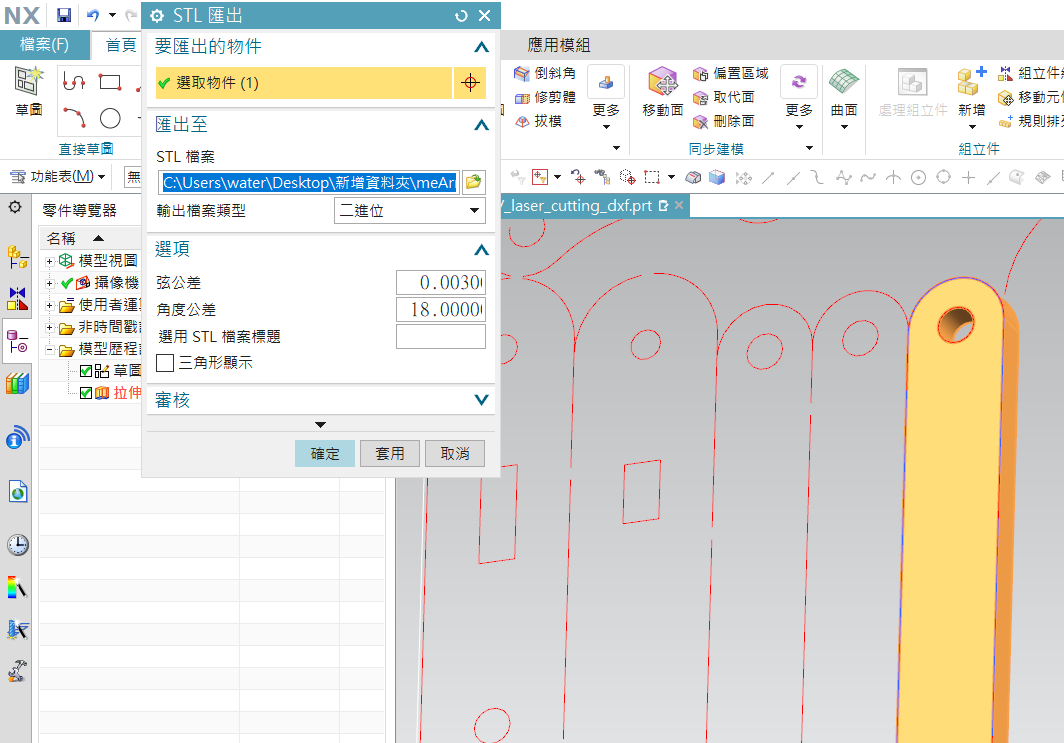 NX
STL 匯出
檔案(F)
首頁
應用模組
要匯出的物件
選取物件 (1)
匯出至
STL 檔案
C:\Users\water\Desktop\新增資料夾\meAr
輸出檔案類型
二進位
選項
弦公差
0.00300
角度公差
18.00000
選用 STL 檔案標題
三角形顯示
審核
確定
套用
取消
草圖
直接草圖
功能表(M)
無
倒斜角
修剪體
拔模
更多
移動面
偏置區域
取代面
刪除面
更多
同步建模
曲面
處理組立件
新增
組立件
移動元
規則排
組立件
_laser_cutting_dxf.prt
零件導覽器
名稱
模型視圖
攝像機
使用者運
非時間戳
模型歷程
草圖
拉伸